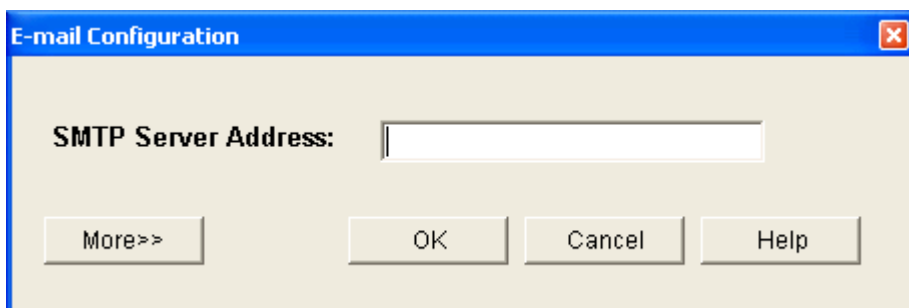 E-mail Configuration
SMTP Server Address:
More>> OK Cancel Help